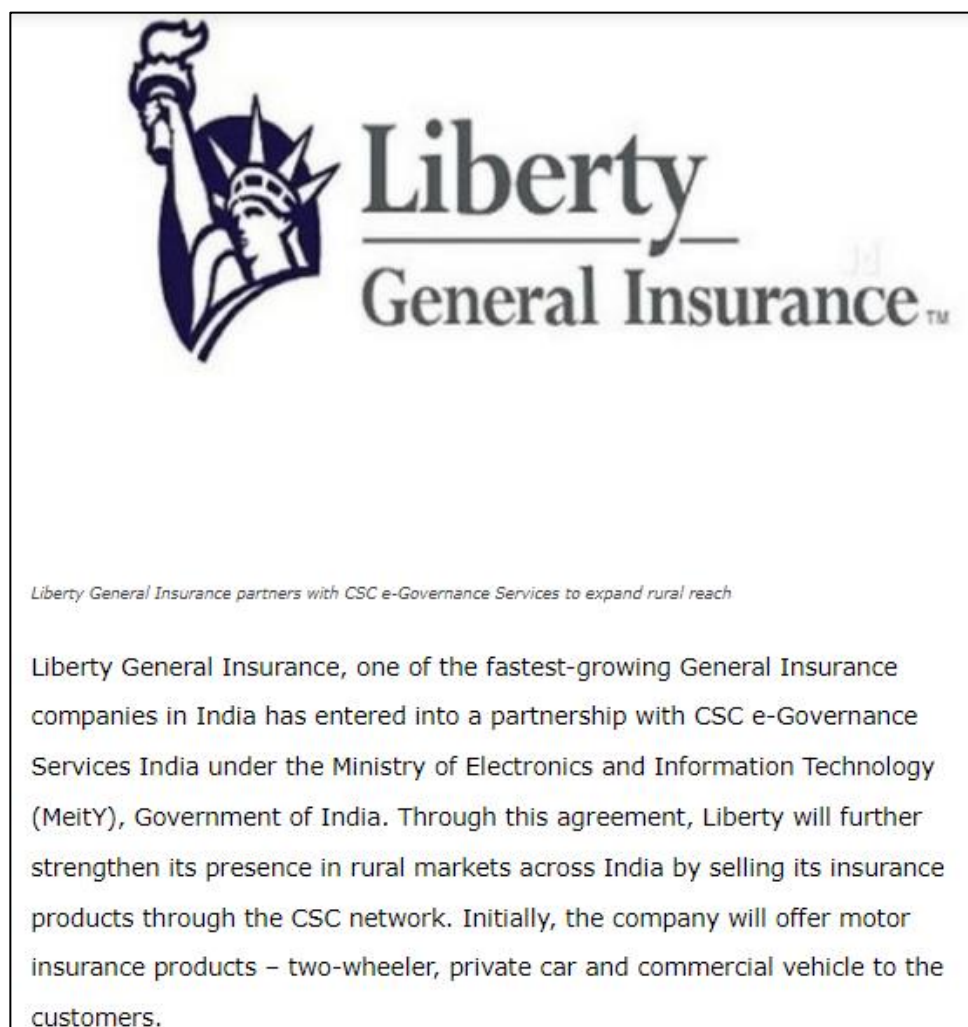 Liberty
General Insurance TM
Liberty General Insurance partners with CSC e-Governance Services to expand rural reach
Liberty General Insurance, one of the fastest-growing General Insurance
companies in India has entered into a partnership with CSC e-Governance
Services India under the Ministry of Electronics and Information Technology
(MeitY), Government of India. Through this agreement, Liberty will further
strengthen its presence in rural markets across India by selling its insurance
products through the CSC network. Initially, the company will offer motor
insurance products – two-wheeler, private car and commercial vehicle to the
customers.